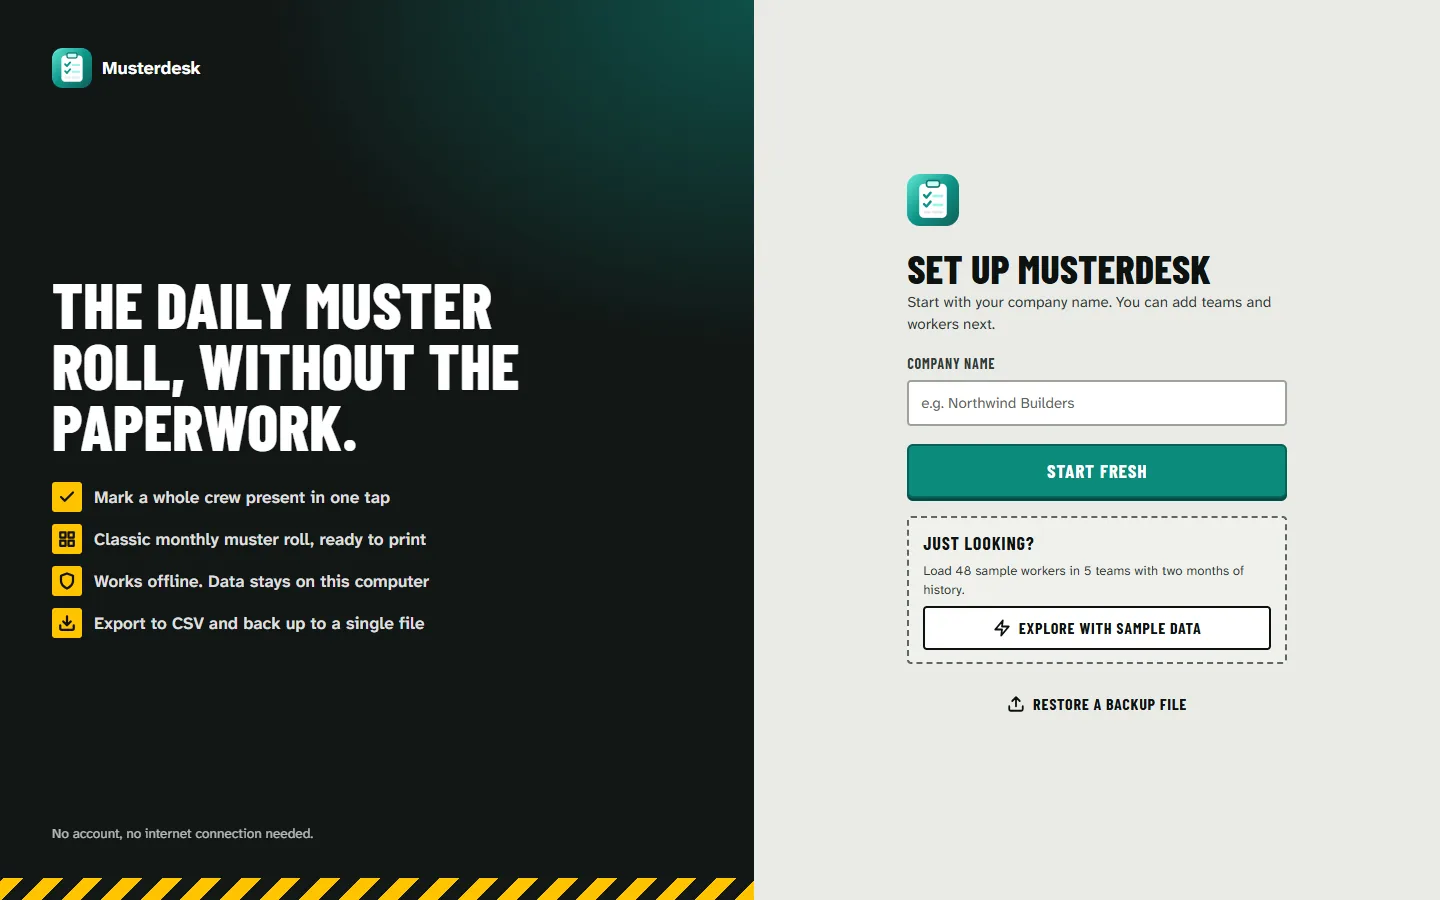 Musterdesk
THE DAILY MUSTER
ROLL, WITHOUT THE
PAPERWORK.
Mark a whole crew present in one tap
Classic monthly muster roll, ready to print
Works offline. Data stays on this computer
Export to CSV and back up to a single file
No account, no internet connection needed.
SET UP MUSTERDESK
Start with your company name. You can add teams and
workers next.
COMPANY NAME
e.g. Northwind Builders
START FRESH
JUST LOOKING?
Load 48 sample workers in 5 teams with two months of
history.
EXPLORE WITH SAMPLE DATA
RESTORE A BACKUP FILE